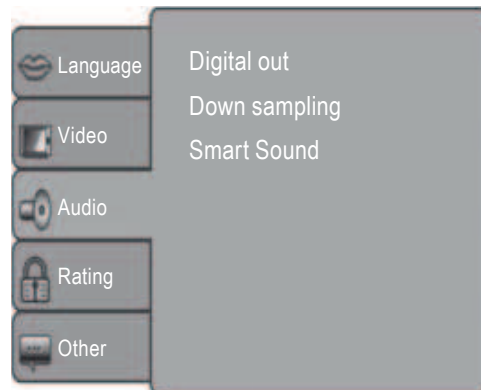 Language
Video
Audio
Rating
Other
Digital out
Down sampling
Smart Sound